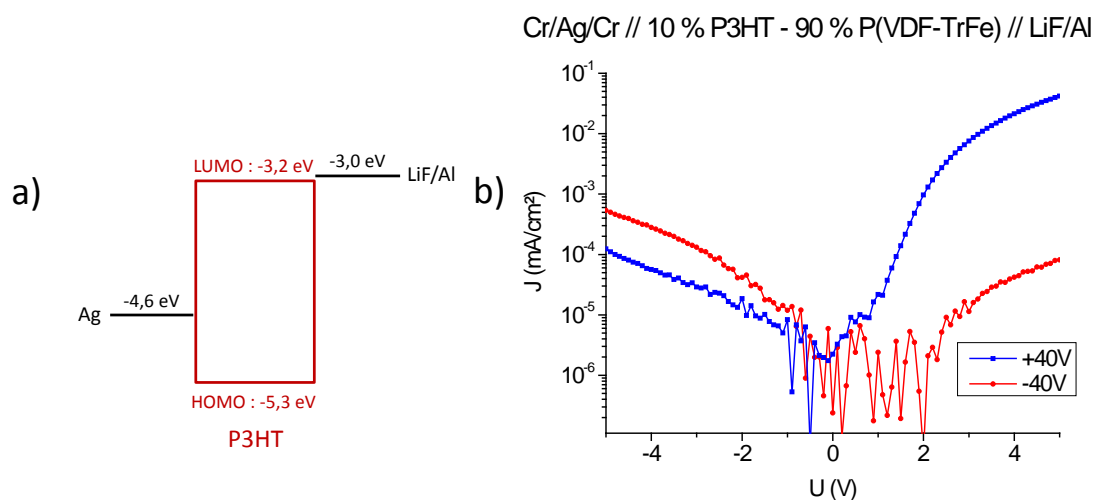 Cr/Ag/Cr // 10 % P3HT - 90 % P(VDF-TrFe) // LiF/Al
a)
LUMO : -3,2 eV
-3,0 eV
LiF/Al
-4,6 eV
Ag
HOMO : -5,3 eV
P3HT
b)
J (mA/cm²)
10⁻¹
10⁻²
10⁻³
10⁻⁴
10⁻⁵
10⁻⁶
-4
-2
0
2
4
U (V)
+40V
-40V